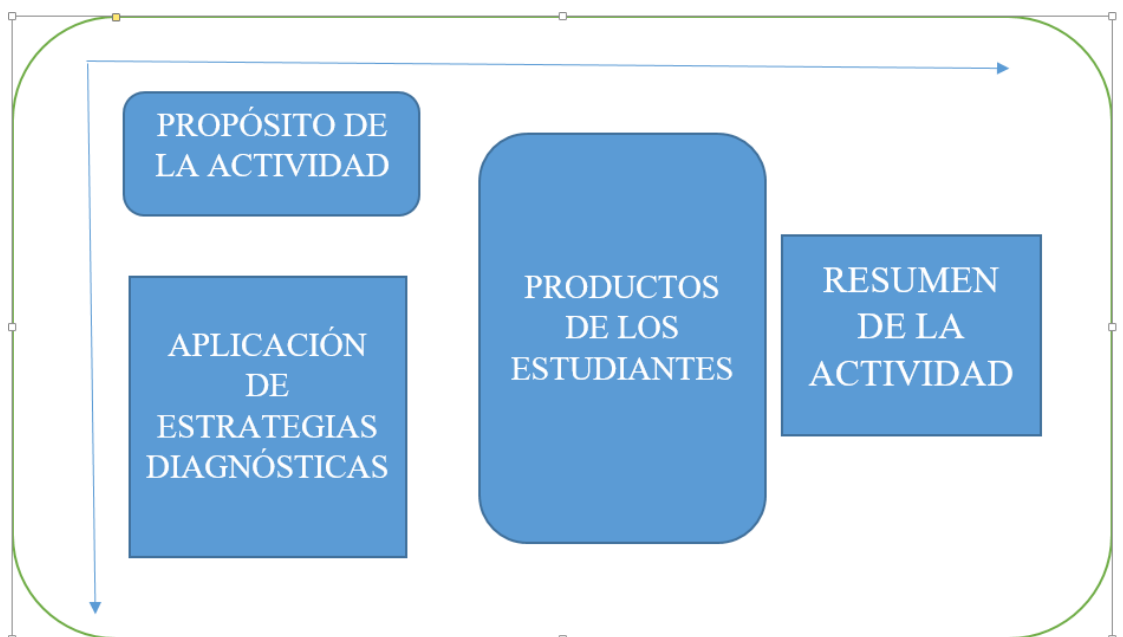 PROPÓSITO DE
LA ACTIVIDAD
APLICACIÓN
DE
ESTRATEGIAS
DIAGNÓSTICAS
PRODUCTOS
DE LOS
ESTUDIANTES
RESUMEN
DE LA
ACTIVIDAD